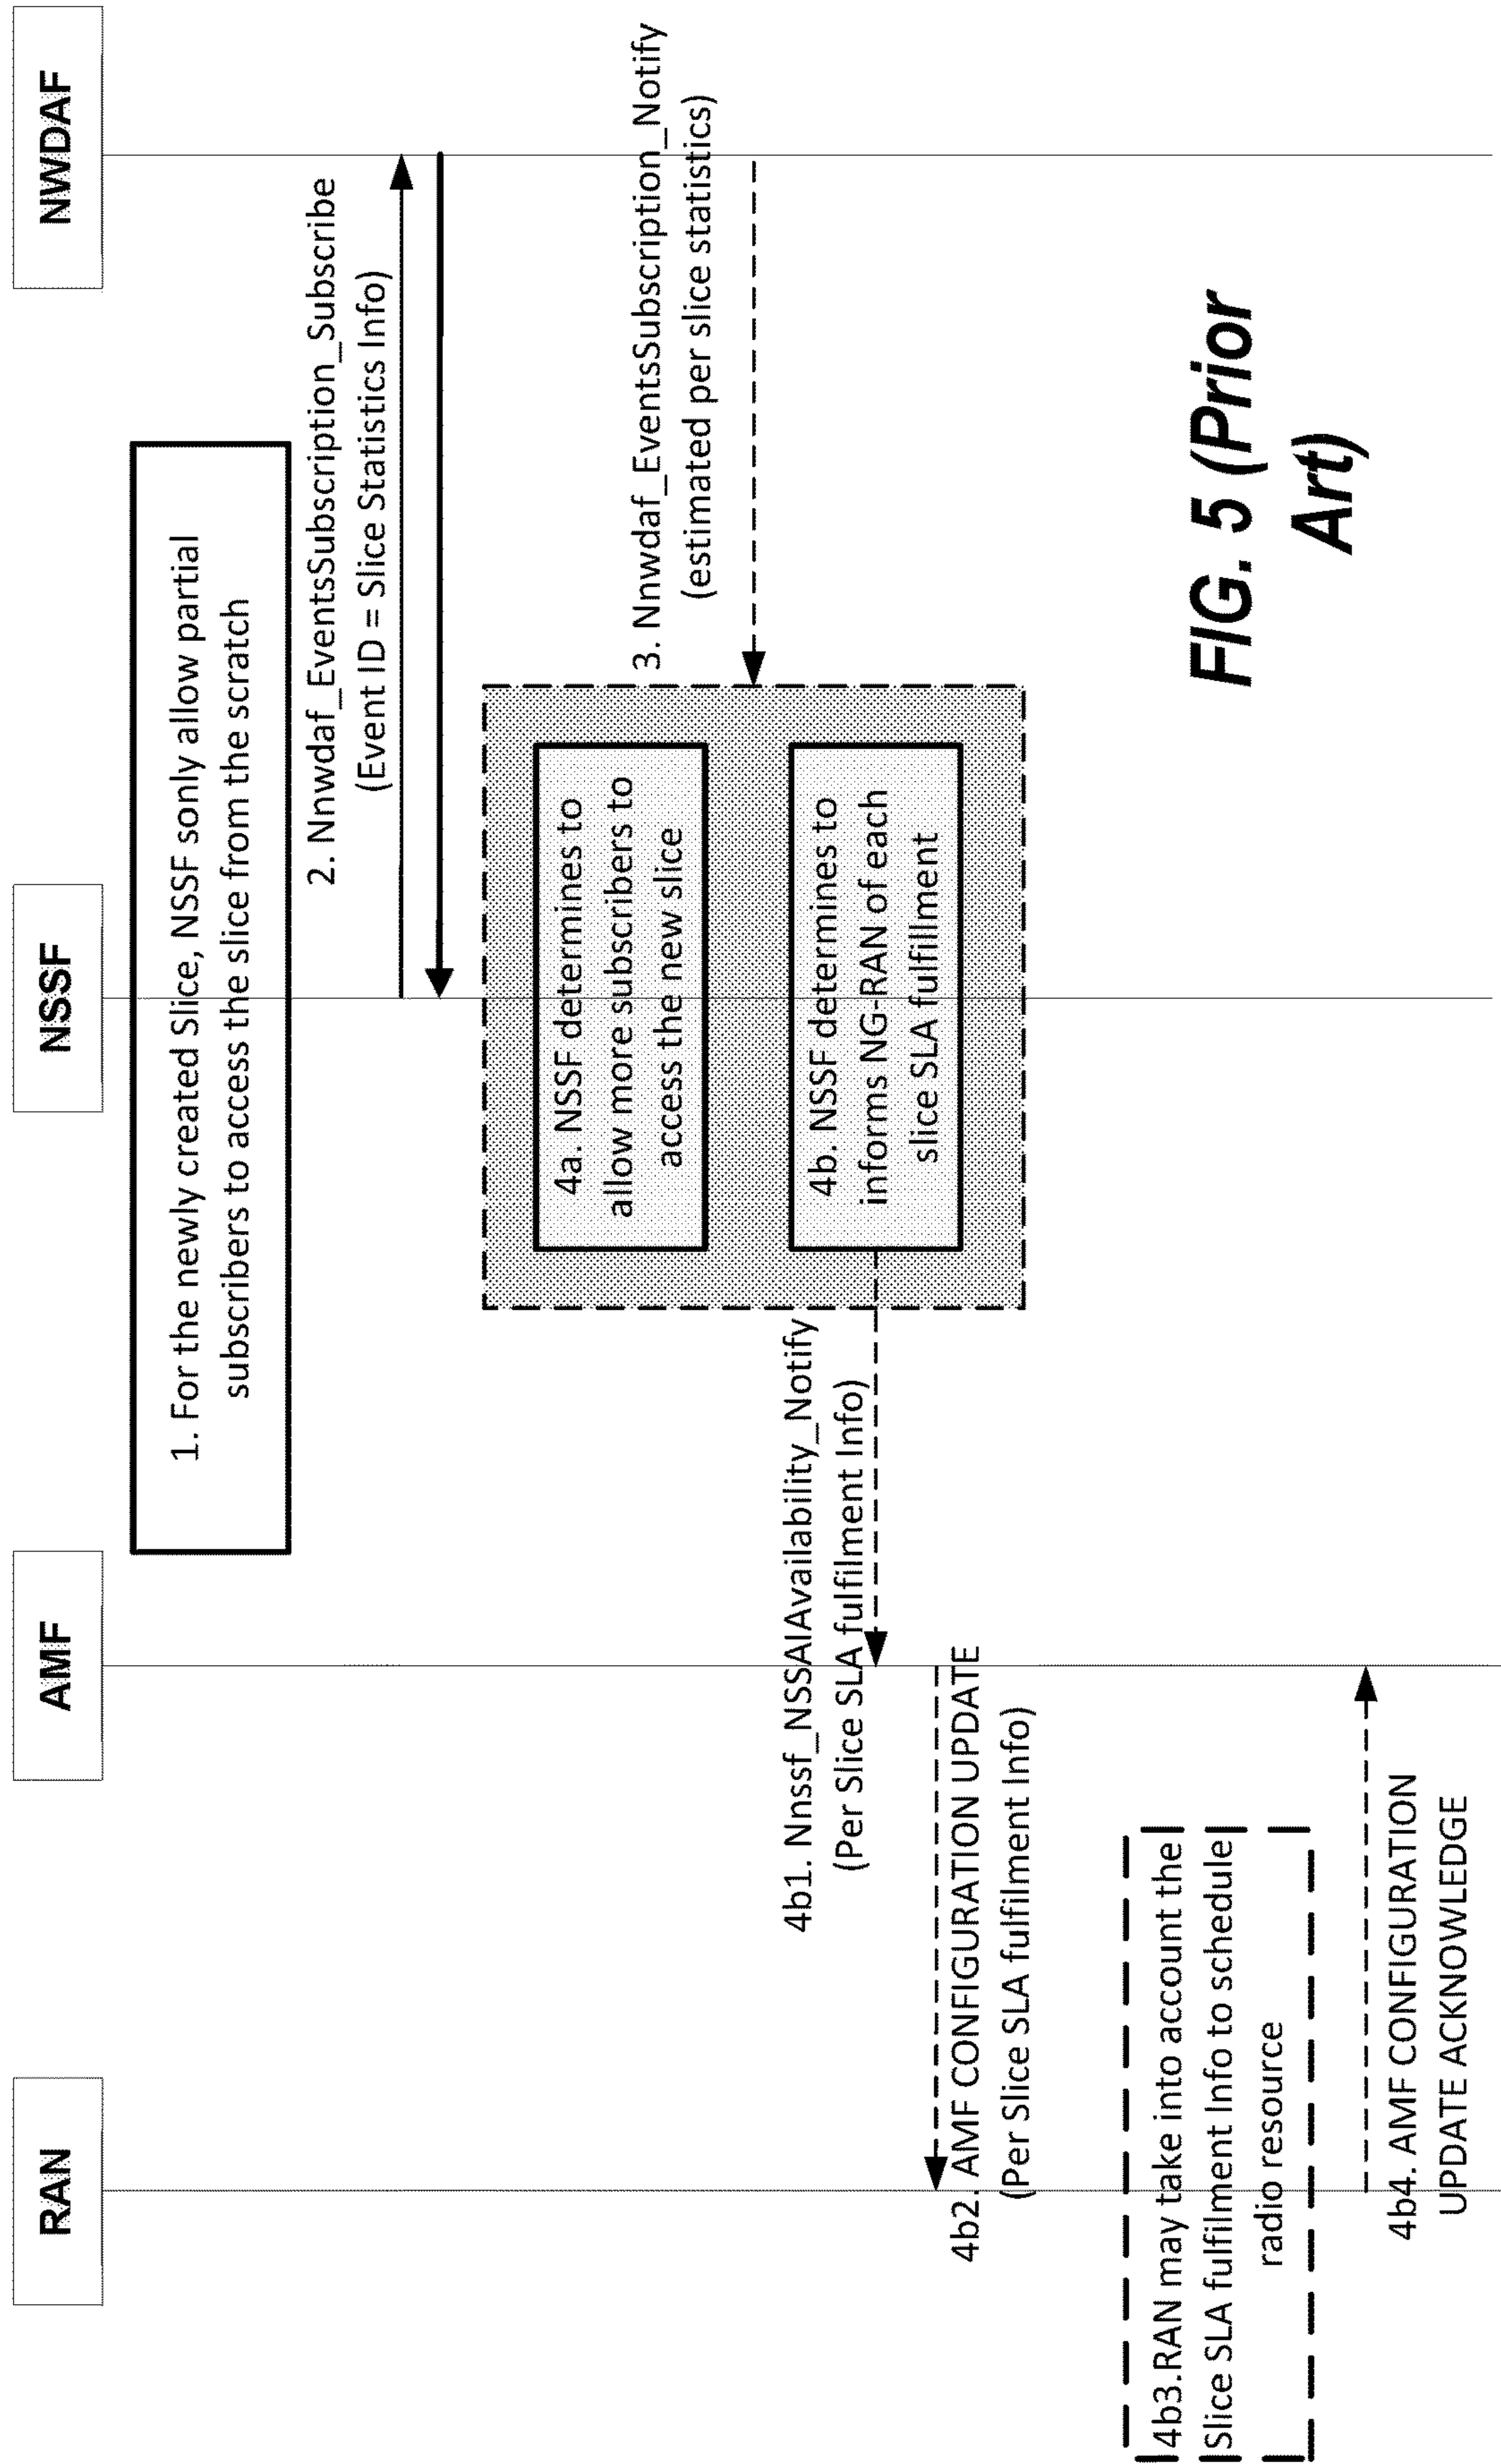 RAN
AMF
NSSF
NWDAF
1. For the newly created Slice, NSSF sonly allow partial
subscribers to access the slice from the scratch
2. Nnwdaf_EventsSubscription_Subscribe
(Event ID = Slice Statistics Info)
3. Nnwdaf_EventsSubscription_Notify
(estimated per slice statistics)
4a. NSSF determines to
allow more subscribers to
access the new slice
4b. NSSF determines to
informs NG-RAN of each
slice SLA fulfillment
4b1. Nnssf_NSSAIAvailability_Notify
(Per Slice SLA fulfilment Info)
4b2. AMF CONFIGURATION UPDATE
(Per Slice SLA fulfilment Info)
4b3.RAN may take into account the
Slice SLA fulfilment Info to schedule
radio resource
4b4. AMF CONFIGURATION
UPDATE ACKNOWLEDGE
FIG. 5 (Prior
Art)